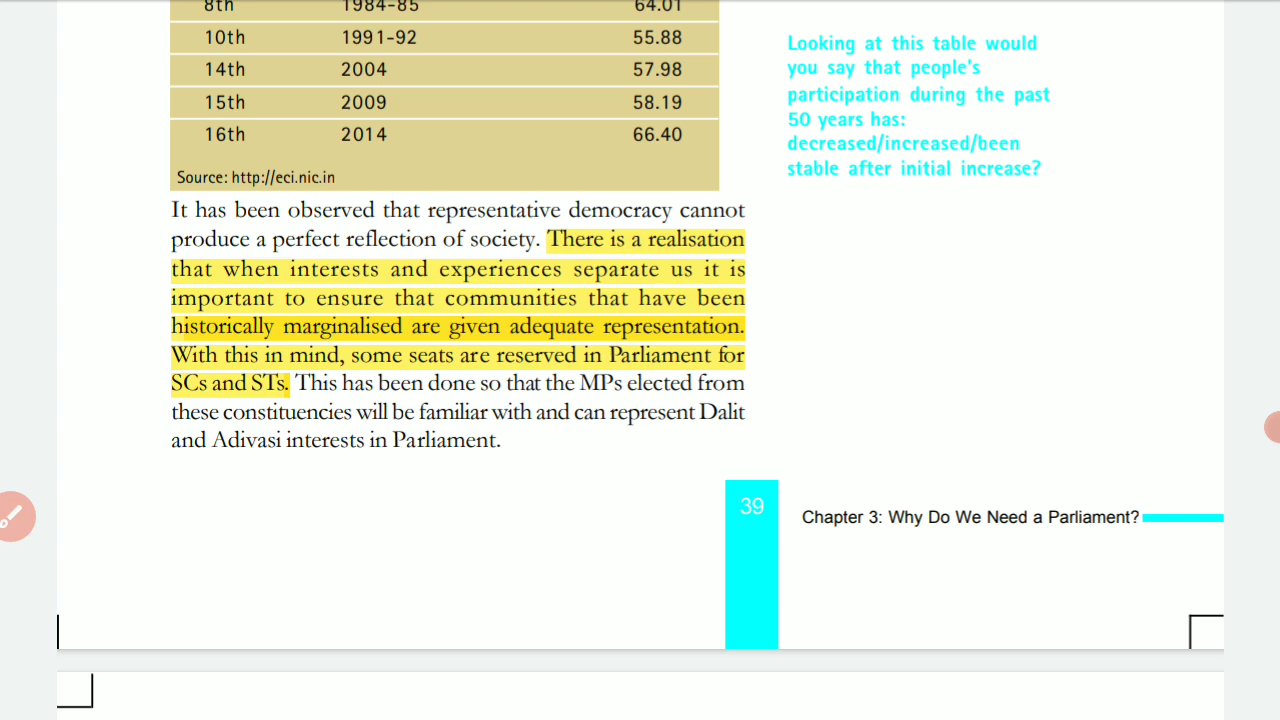 8th 1984-85 64.01
10th 1991-92 55.88
14th 2004 57.98
15th 2009 58.19
16th 2014 66.40
Source: http://eci.nic.in
Looking at this table would
you say that people's
participation during the past
50 years has:
decreased/increased/been
stable after initial increase?
It has been observed that representative democracy cannot
produce a perfect reflection of society. There is a realisation
that when interests and experiences separate us it is
important to ensure that communities that have been
historically marginalised are given adequate representation.
With this in mind, some seats are reserved in Parliament for
SCs and STs. This has been done so that the MPs elected from
these constituencies will be familiar with and can represent Dalit
and Adivasi interests in Parliament.
39
Chapter 3: Why Do We Need a Parliament?